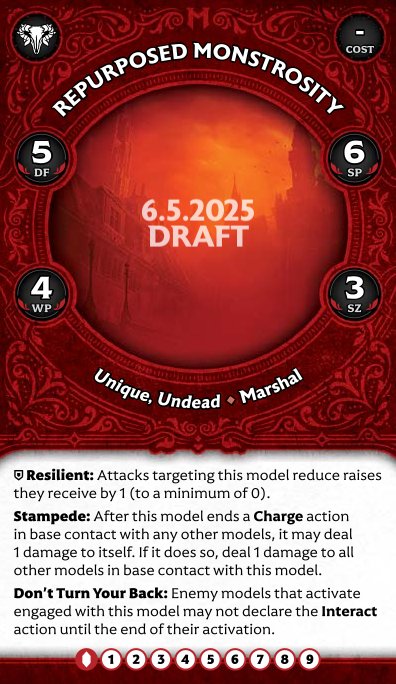 M
-
COST
REPURPOSED MONSTROSITY
5
DF
6
SP
6.5.2025
DRAFT
4
WP
3
SZ
Unique, Undead ♦ Marshal
Resilient: Attacks targeting this model reduce raises
they receive by 1 (to a minimum of 0).
Stampede: After this model ends a Charge action
in base contact with any other models, it may deal
1 damage to itself. If it does so, deal 1 damage to all
other models in base contact with this model.
Don't Turn Your Back: Enemy models that activate
engaged with this model may not declare the Interact
action until the end of their activation.
1 2 3 4 5 6 7 8 9